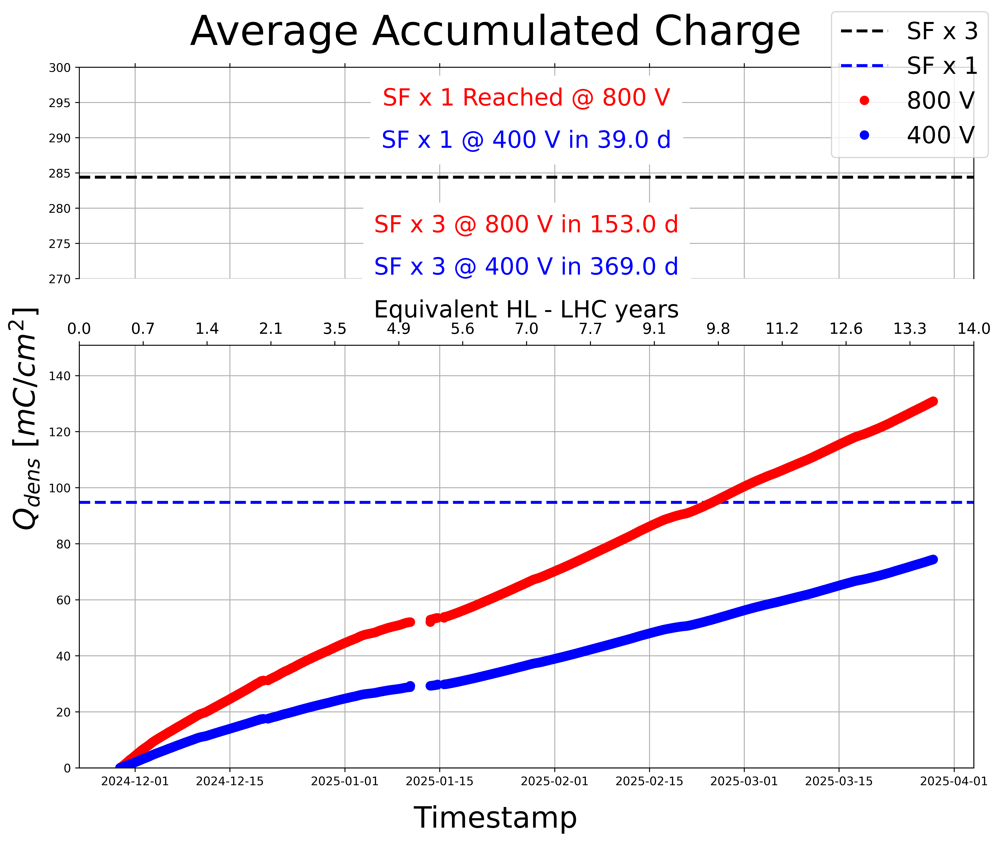 Average Accumulated Charge
SF x 3
SF x 1
800 V
400 V
300
295
290
285
280
275
270
SF x 1 Reached @ 800 V
SF x 1 @ 400 V in 39.0 d
SF x 3 @ 800 V in 153.0 d
SF x 3 @ 400 V in 369.0 d
Equivalent HL - LHC years
0.0 0.7 1.4 2.1 3.5 4.9 5.6 7.0 7.7 9.1 9.8 11.2 12.6 13.3 14.0
Q_dens [mC/cm²]
140
120
100
80
60
40
20
0
2024-12-01 2024-12-15 2025-01-01 2025-01-15 2025-02-01 2025-02-15 2025-03-01 2025-03-15 2025-04-01
Timestamp